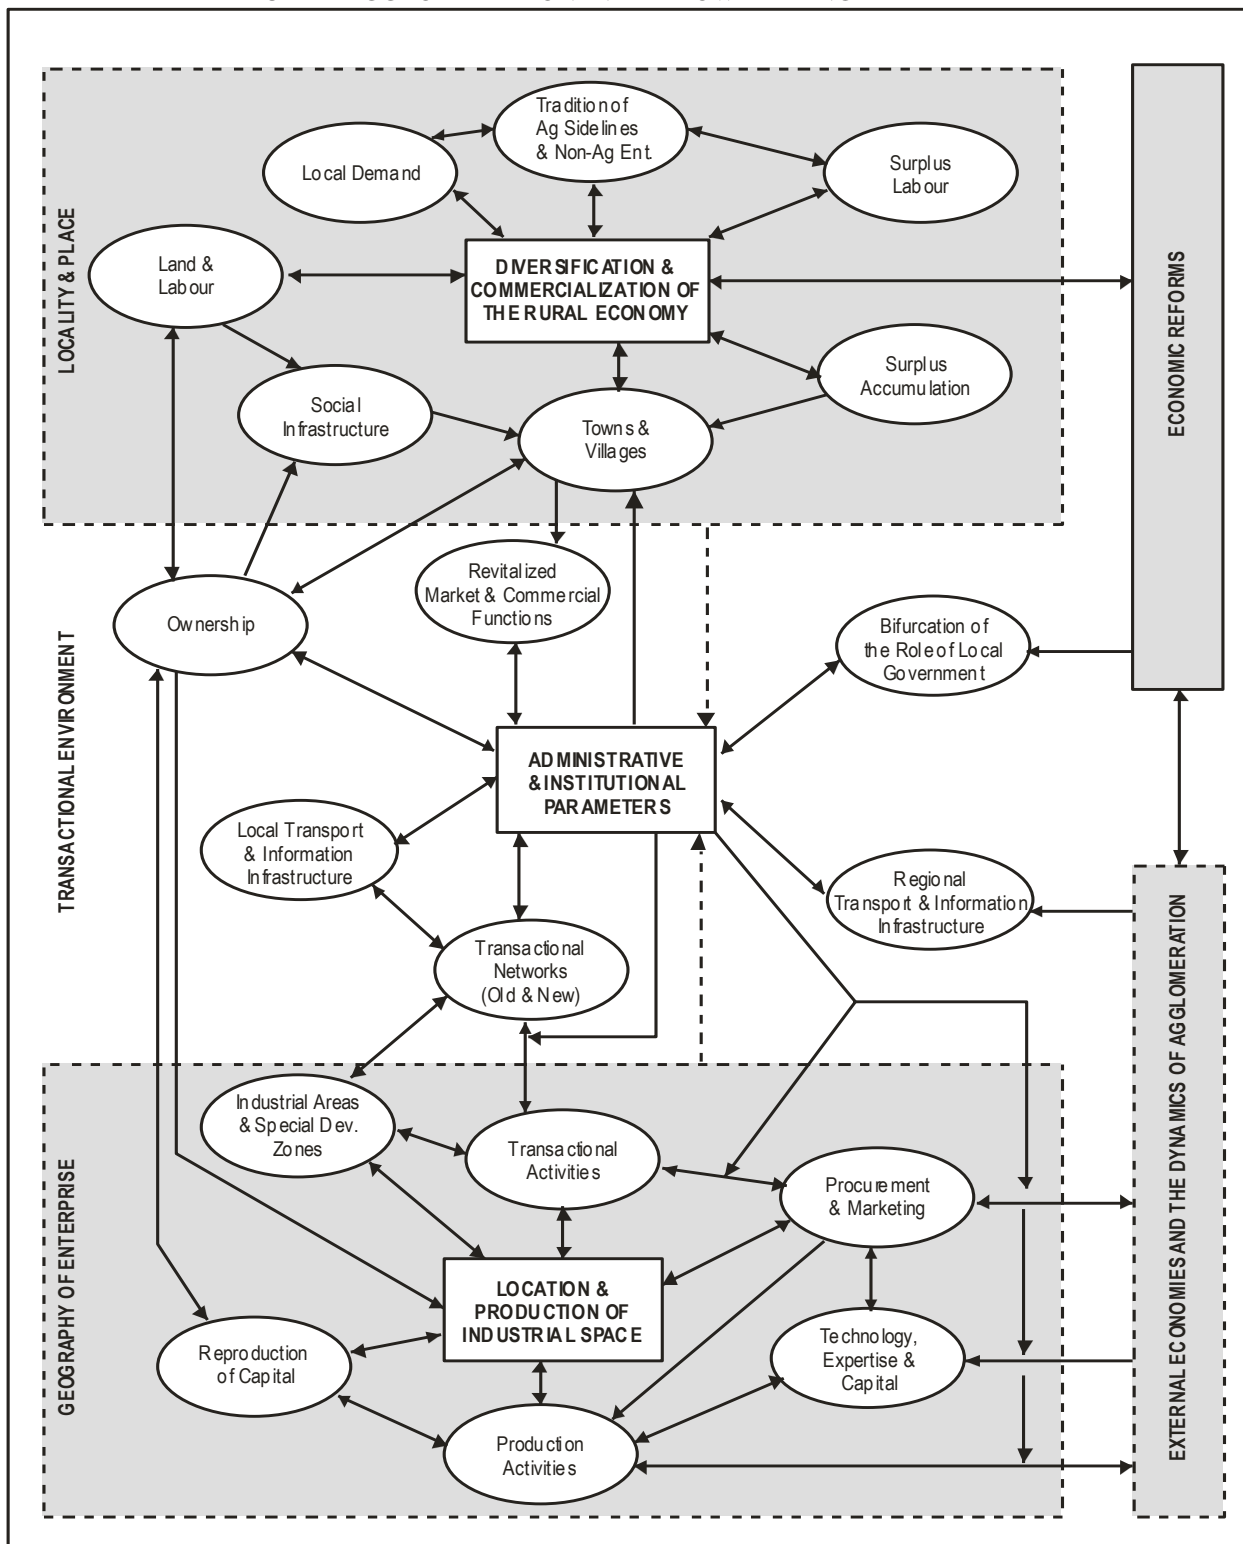 Tradition of
Ag Sidelines
& Non-Ag Ent.
Local Demand
Surplus
Labour
LOCALITY & PLACE
Land &
Labour
DIVERSIFICATION &
COMMERCIALIZATION OF
THE RURAL ECONOMY
ECONOMIC REFORMS
Surplus
Accumulation
Social
Infrastructure
Towns &
Villages
Revitalized
Market & Commercial
Functions
Ownership
Bifurcation of
the Role of Local
Government
TRANSACTIONAL ENVIRONMENT
ADMINISTRATIVE
& INSTITUTIONAL
PARAMETERS
Local Transport
& Information
Infrastructure
Regional
Transport & Information
Infrastructure
Transactional
Networks
(Old & New)
EXTERNAL ECONOMIES AND THE DYNAMICS OF AGGLOMERATION
Industrial Areas
& Special Dev.
Zones
Transactional
Activities
Procurement
& Marketing
GEOGRAPHY OF ENTERPRISE
LOCATION &
PRODUCTION OF
INDUSTRIAL SPACE
Reproduction
of Capital
Technology,
Expertise &
Capital
Production
Activities